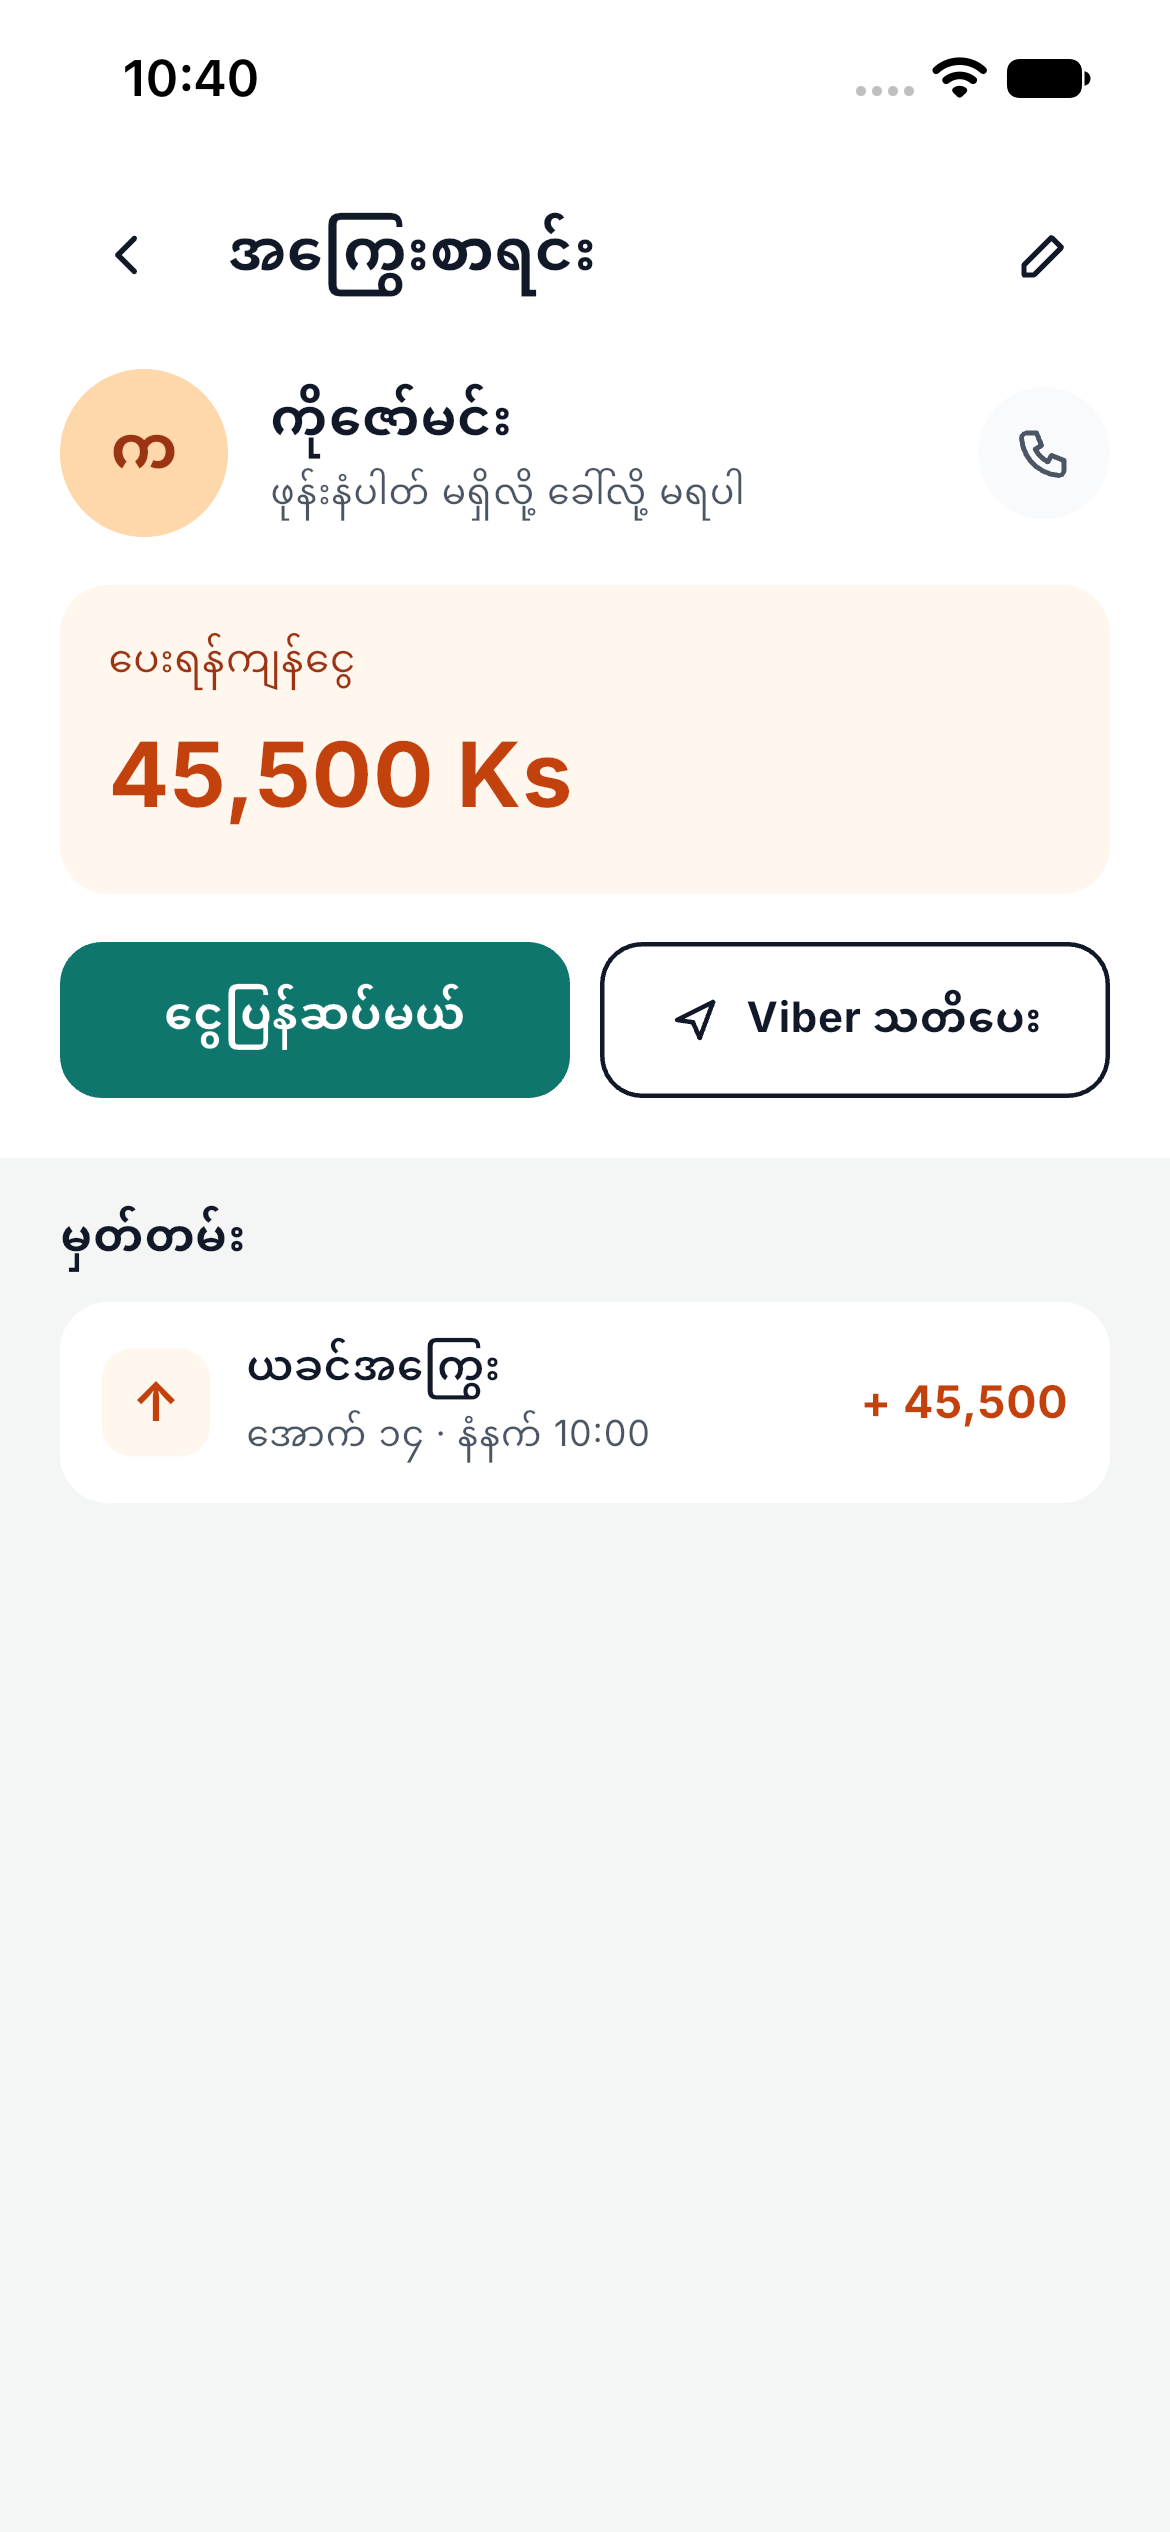 10:40
အကြွေးစာရင်း
က
ကိုဇော်မင်း
ဖုန်းနံပါတ် မရှိလို့ ခေါ်လို့ မရပါ
ပေးရန်ကျန်ငွေ
45,500 Ks
ငွေပြန်ဆပ်မယ်
Viber သတိပေး
မှတ်တမ်း
ယခင်အကြွေး
+ 45,500
အောက် ၁၄ · နံနက် 10:00